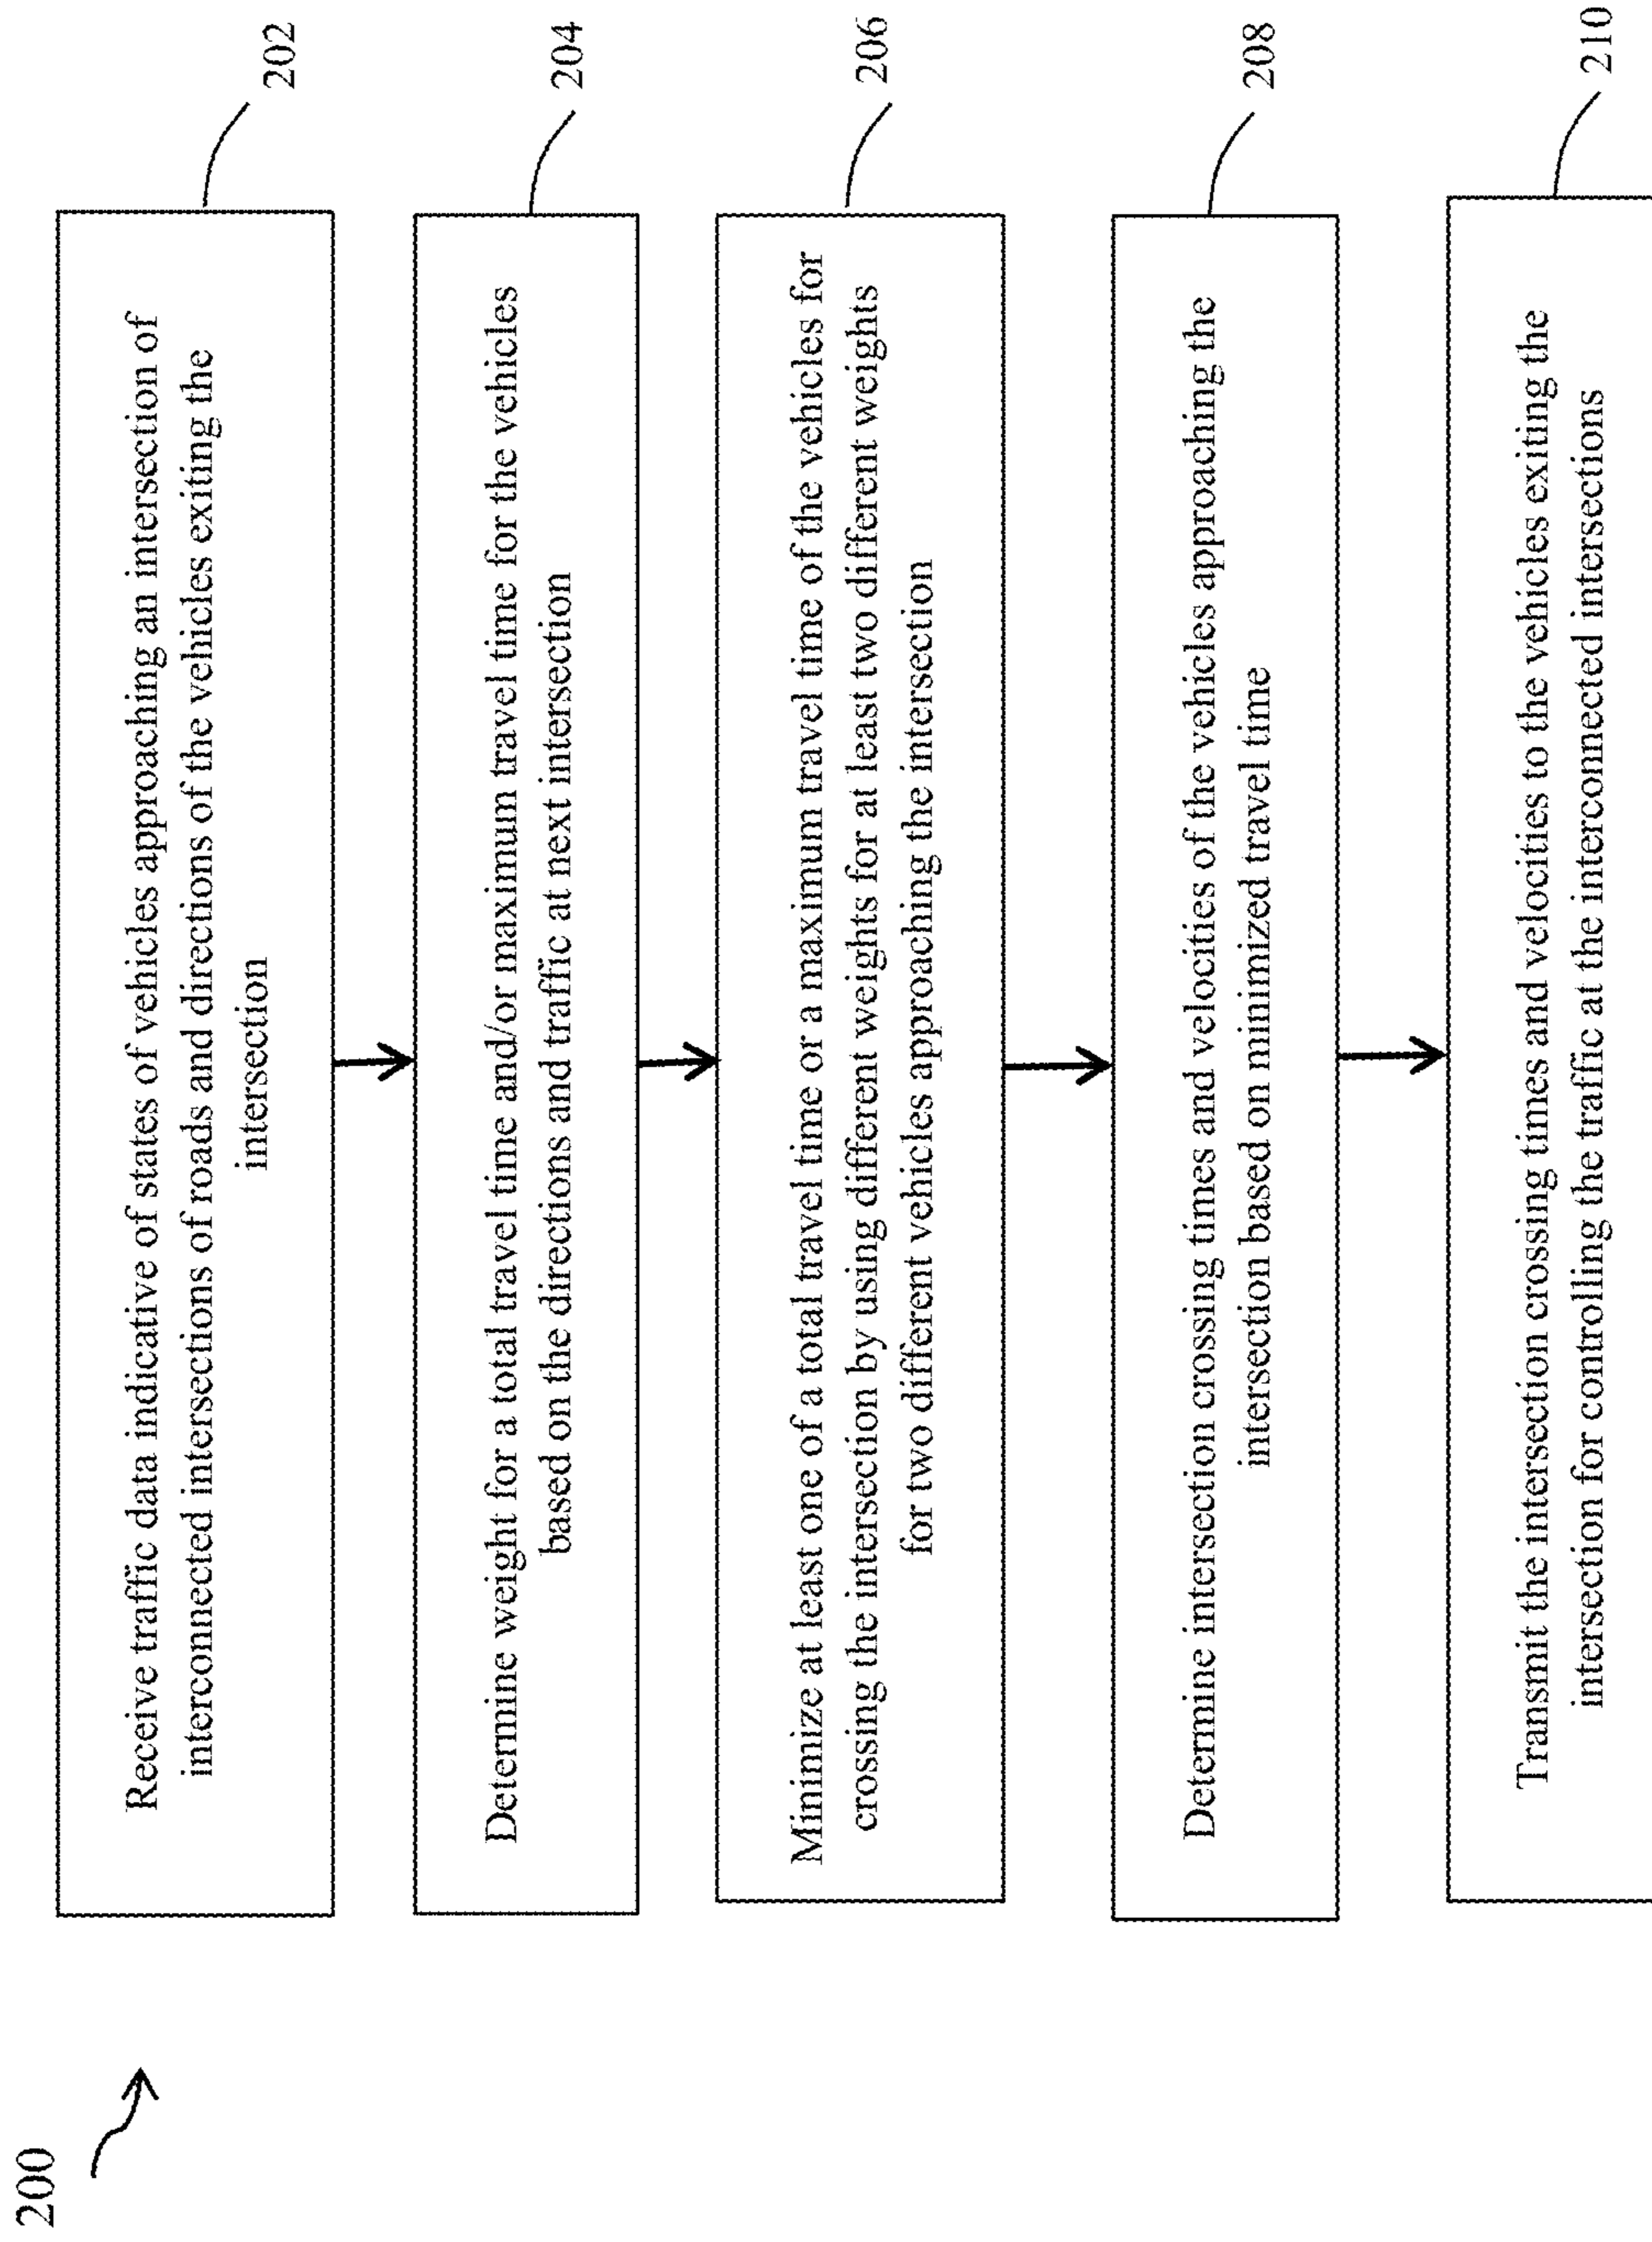 200
Receive traffic data indicative of states of vehicles approaching an intersection of
interconnected intersections of roads and directions of the vehicles exiting the
intersection
202
Determine weight for a total travel time and/or maximum travel time for the vehicles
based on the directions and traffic at next intersection
204
Minimize at least one of a total travel time or a maximum travel time of the vehicles for
crossing the intersection by using different weights for at least two different weights
for two different vehicles approaching the intersection
206
Determine intersection crossing times and velocities of the vehicles approaching the
intersection based on minimized travel time
208
Transmit the intersection crossing times and velocities to the vehicles exiting the
intersection for controlling the traffic at the interconnected intersections
210